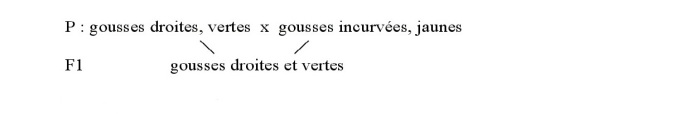 P : gousses droites, vertes x gousses incurvées, jaunes
F1 gousses droites et vertes